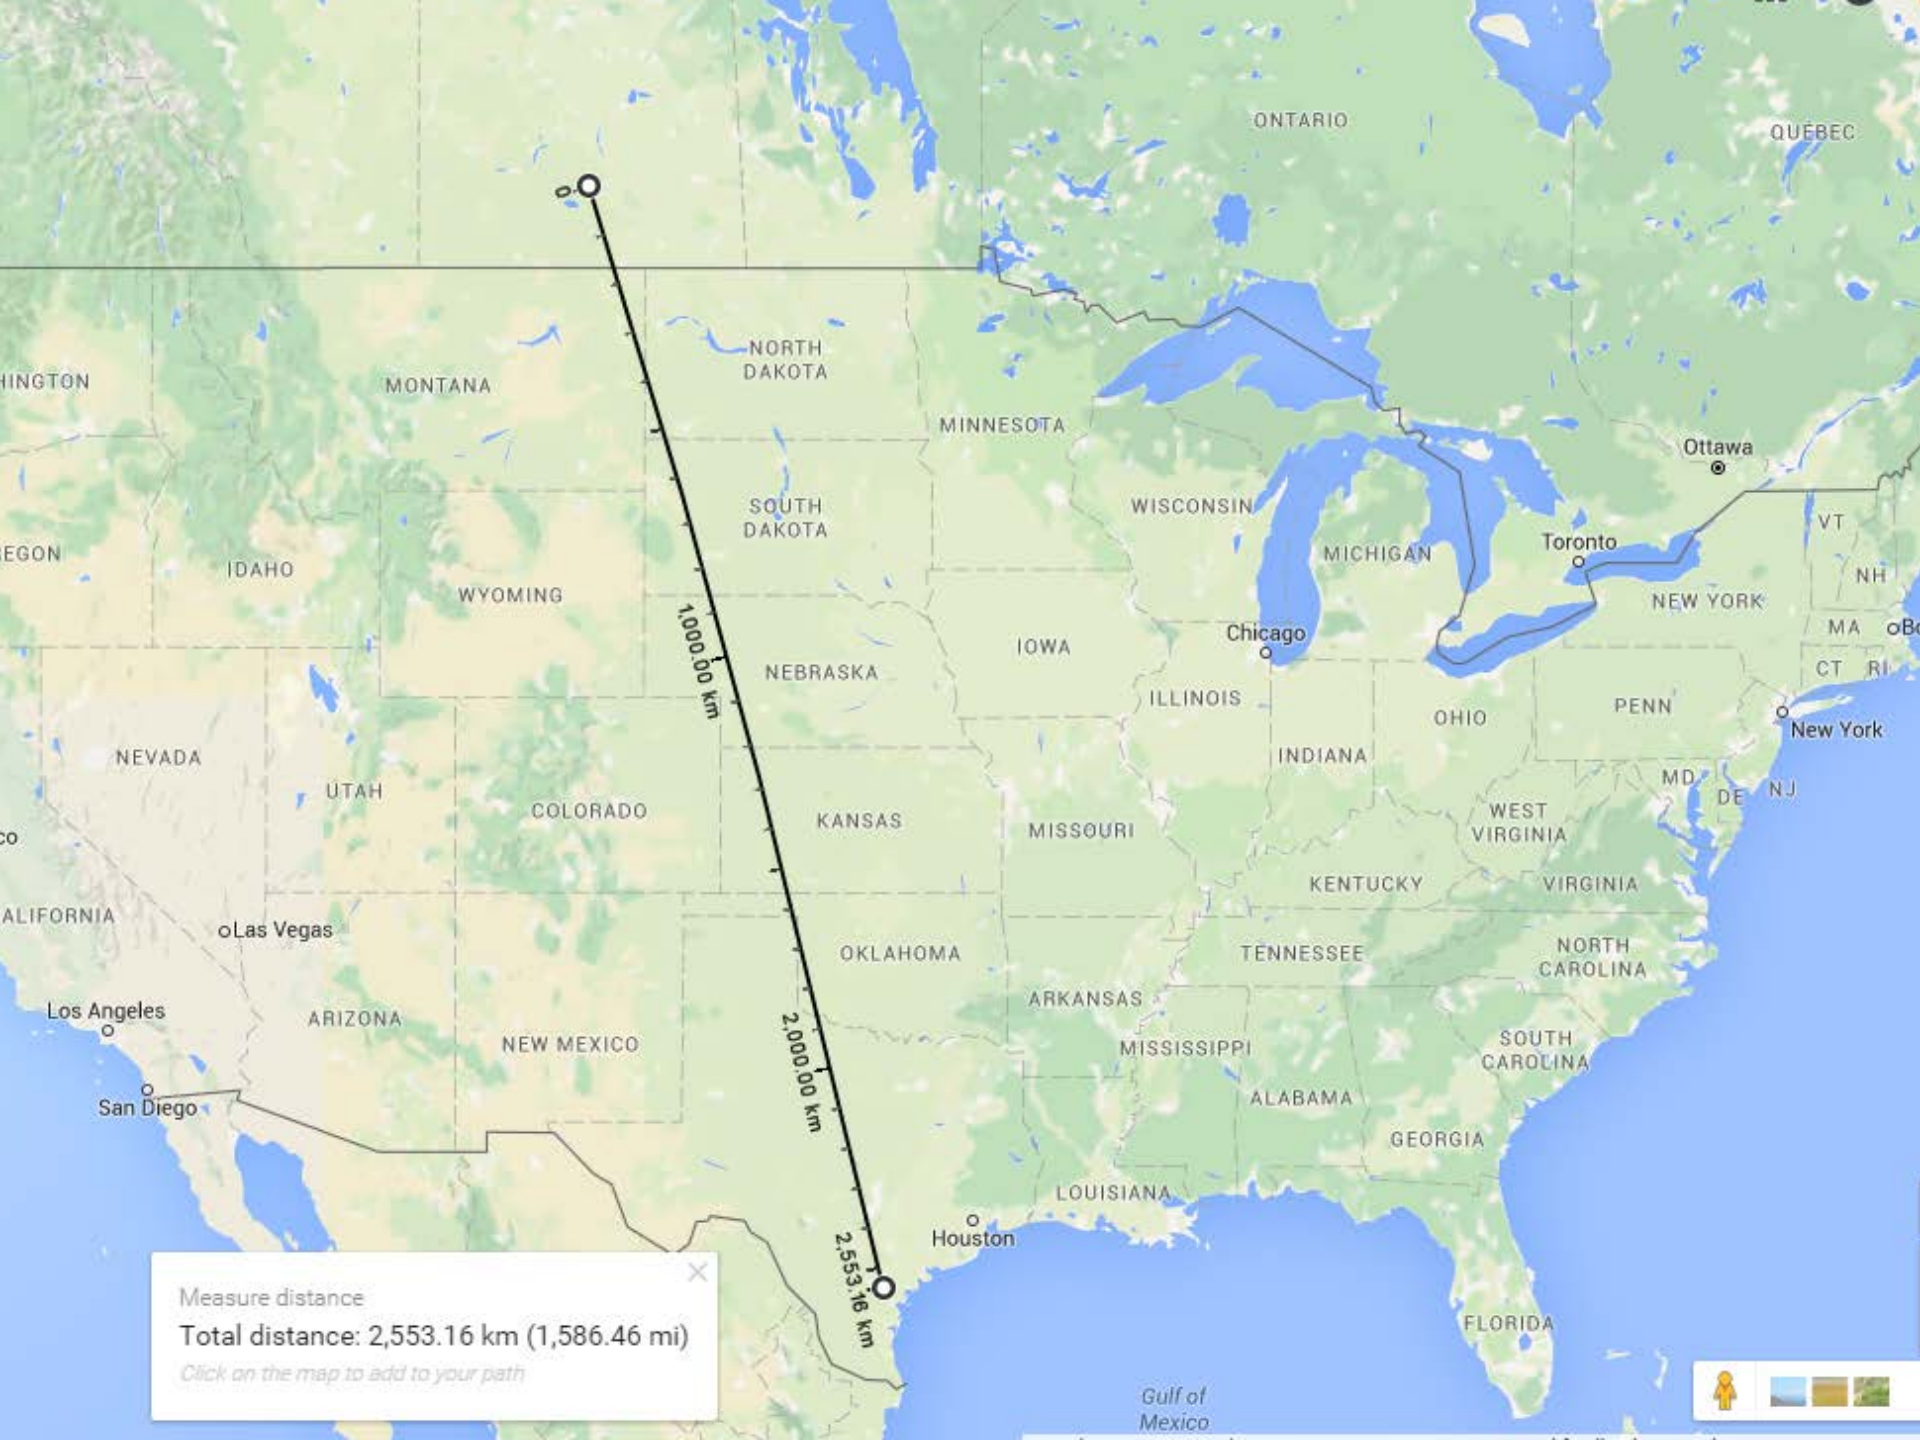 ONTARIO
QUÉBEC
0
HINGTON
MONTANA
NORTH
DAKOTA
MINNESOTA
Ottawa
EGON
IDAHO
WYOMING
SOUTH
DAKOTA
WISCONSIN
MICHIGAN
Toronto
VT
NH
NEW YORK
MA
Bo
CT
RI
1,000.00 km
NEBRASKA
IOWA
Chicago
ILLINOIS
INDIANA
OHIO
PENN
New York
NEVADA
UTAH
COLORADO
KANSAS
MISSOURI
WEST
VIRGINIA
MD
DE
NJ
co
ALIFORNIA
Las Vegas
KENTUCKY
VIRGINIA
OKLAHOMA
TENNESSEE
NORTH
CAROLINA
Los Angeles
ARIZONA
NEW MEXICO
2,000.00 km
ARKANSAS
MISSISSIPPI
SOUTH
CAROLINA
San Diego
ALABAMA
GEORGIA
LOUISIANA
Houston
2,553.16 km
FLORIDA
Measure distance
Total distance: 2,553.16 km (1,586.46 mi)
Click on the map to add to your path
Gulf of
Mexico